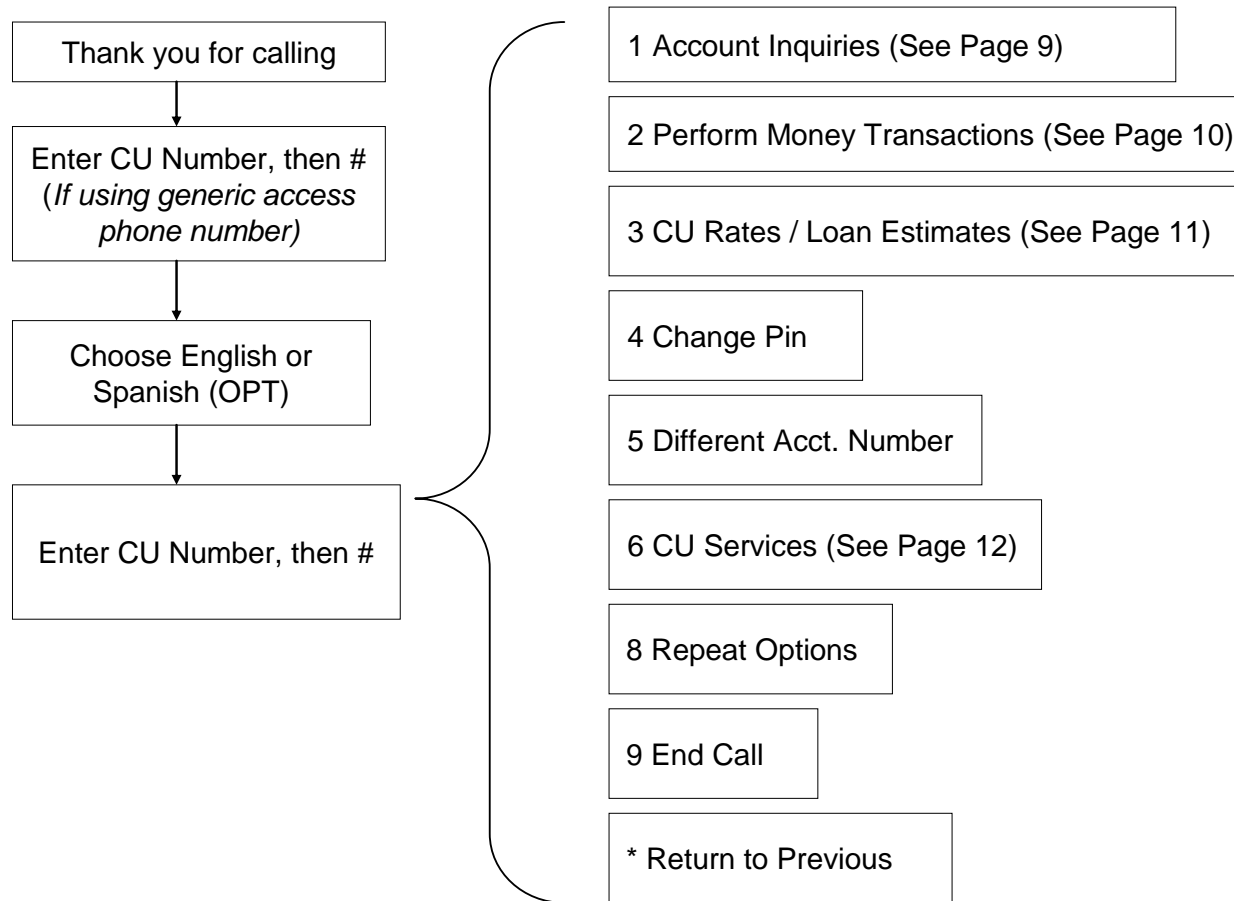 Thank you for calling
Enter CU Number, then #
(If using generic access
phone number)
Choose English or
Spanish (OPT)
Enter CU Number, then #
1 Account Inquiries (See Page 9)
2 Perform Money Transactions (See Page 10)
3 CU Rates / Loan Estimates (See Page 11)
4 Change Pin
5 Different Acct. Number
6 CU Services (See Page 12)
8 Repeat Options
9 End Call
* Return to Previous